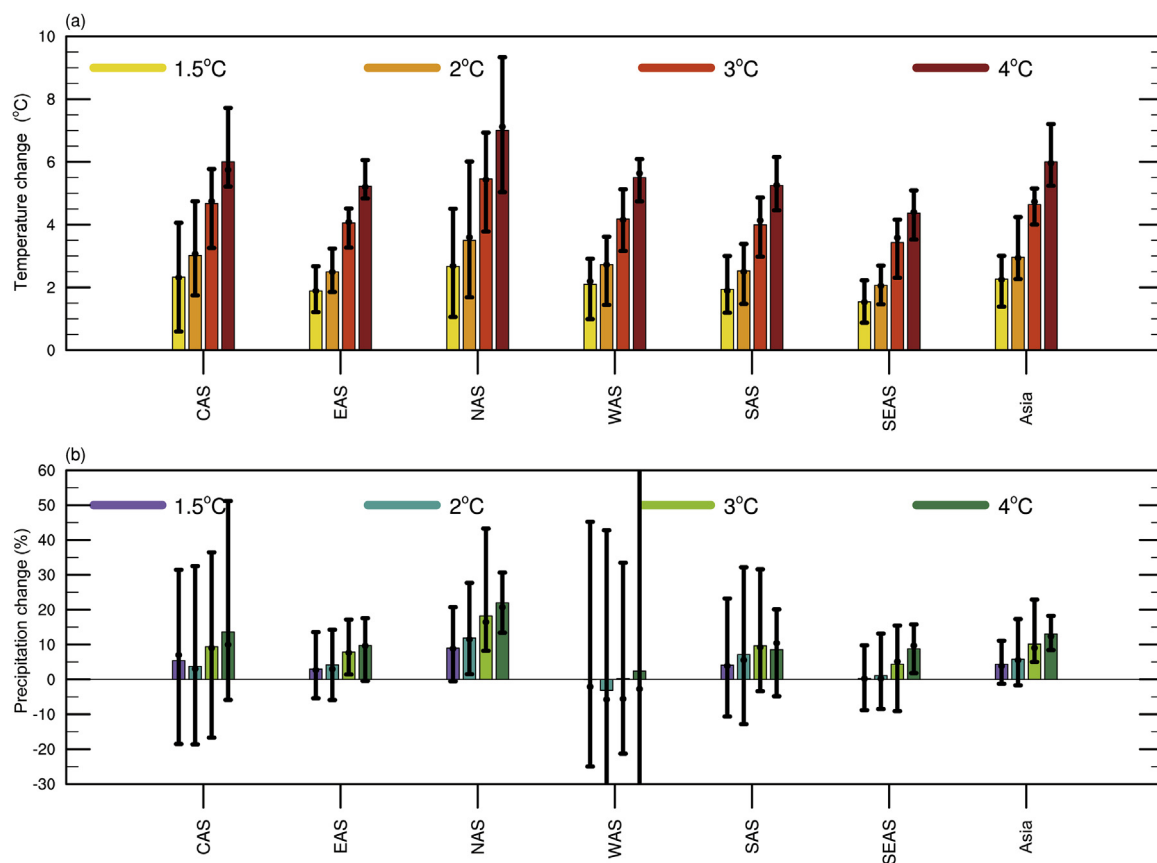 (a)
Temperature change (°C)
10
8
6
4
2
0
1.5°C 2°C 3°C 4°C
CAS EAS NAS WAS SAS SEAS Asia
(b)
Precipitation change (%)
60
50
40
30
20
10
0
-10
-20
-30
1.5°C 2°C 3°C 4°C
CAS EAS NAS WAS SAS SEAS Asia